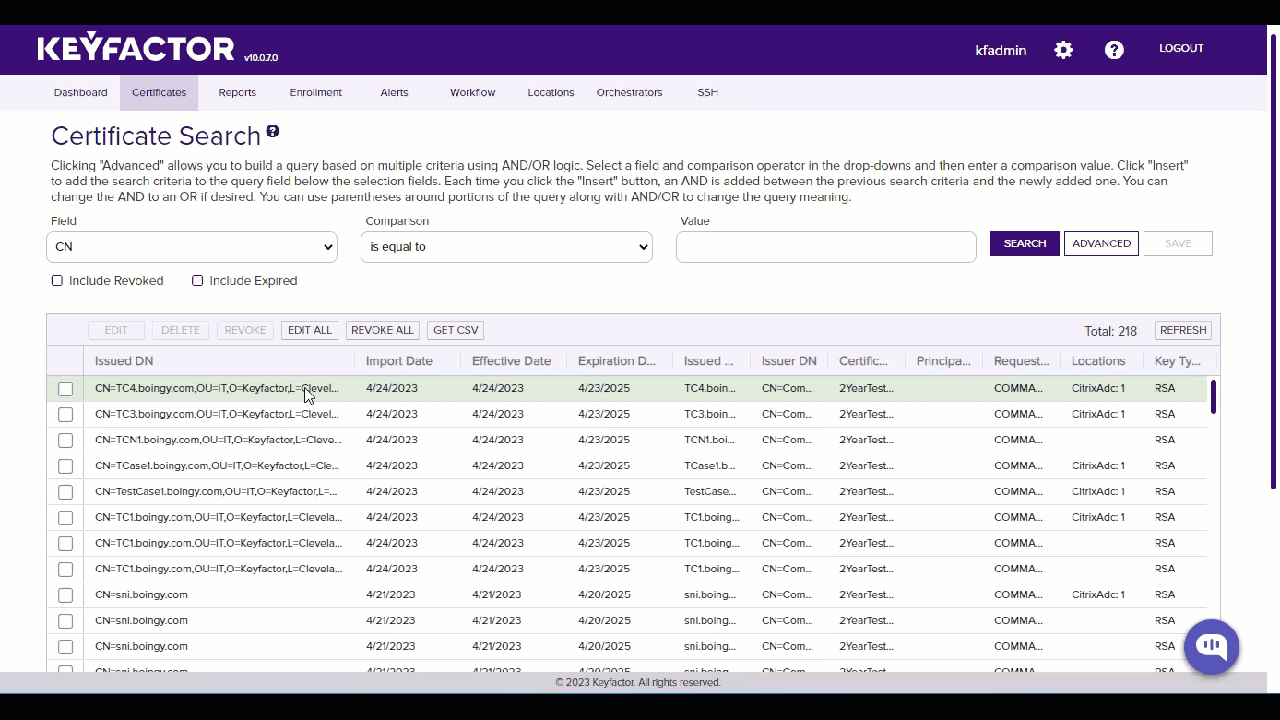 KEYFACTOR v10.0.7.0 kfadmin LOGOUT
Dashboard Certificates Reports Enrollment Alerts Workflow Locations Orchestrators SSH
Certificate Search ?
Clicking "Advanced" allows you to build a query based on multiple criteria using AND/OR logic. Select a field and comparison operator in the drop-downs and then enter a comparison value. Click "Insert"
to add the search criteria to the query field below the selection fields. Each time you click the "Insert" button, an AND is added between the previous search criteria and the newly added one. You can
change the AND to an OR if desired. You can use parentheses around portions of the query along with AND/OR to change the query meaning.
Field Comparison Value
CN is equal to SEARCH ADVANCED SAVE
Include Revoked Include Expired
EDIT DELETE REVOKE EDIT ALL REVOKE ALL GET CSV Total: 218 REFRESH
Issued DN Import Date Effective Date Expiration D... Issued ... Issuer DN Certific... Principa... Request... Locations Key Ty...
CN=TC4.boingy.com,OU=IT,O=Keyfactor,L=Clevel... 4/24/2023 4/24/2023 4/23/2025 TC4.boin... CN=Com... 2YearTest... COMMA... CitrixAdc: 1 RSA
CN=TC3.boingy.com,OU=IT,O=Keyfactor,L=Clevel... 4/24/2023 4/24/2023 4/23/2025 TC3.boin... CN=Com... 2YearTest... COMMA... CitrixAdc: 1 RSA
CN=TCN1.boingy.com,OU=IT,O=Keyfactor,L=Cleve... 4/24/2023 4/24/2023 4/23/2025 TCN1.boi... CN=Com... 2YearTest... COMMA... RSA
CN=TCase1.boingy.com,OU=IT,O=Keyfactor,L=Cle... 4/24/2023 4/24/2023 4/23/2025 TCase1.b... CN=Com... 2YearTest... COMMA... CitrixAdc: 1 RSA
CN=TestCase1.boingy.com,OU=IT,O=Keyfactor,L=... 4/24/2023 4/24/2023 4/23/2025 TestCase... CN=Com... 2YearTest... COMMA... CitrixAdc: 1 RSA
CN=TC1.boingy.com,OU=IT,O=Keyfactor,L=Clevela... 4/24/2023 4/24/2023 4/23/2025 TC1.boing... CN=Com... 2YearTest... COMMA... CitrixAdc: 1 RSA
CN=TC1.boingy.com,OU=IT,O=Keyfactor,L=Clevela... 4/24/2023 4/24/2023 4/23/2025 TC1.boing... CN=Com... 2YearTest... COMMA... RSA
CN=TC1.boingy.com,OU=IT,O=Keyfactor,L=Clevela... 4/24/2023 4/24/2023 4/23/2025 TC1.boing... CN=Com... 2YearTest... COMMA... RSA
CN=sni.boingy.com 4/21/2023 4/21/2023 4/20/2025 sni.boing... CN=Com... 2YearTest... COMMA... CitrixAdc: 1 RSA
CN=sni.boingy.com 4/21/2023 4/21/2023 4/20/2025 sni.boing... CN=Com... 2YearTest... COMMA... RSA
CN=sni.boingy.com 4/21/2023 4/21/2023 4/20/2025 sni.boing... CN=Com... 2YearTest... COMMA... RSA
CN=sni.boingy.com 4/21/2023 4/21/2023 4/20/2025 sni.boing... CN=Com... 2YearTest... COMMA... RSA
© 2023 Keyfactor. All rights reserved.